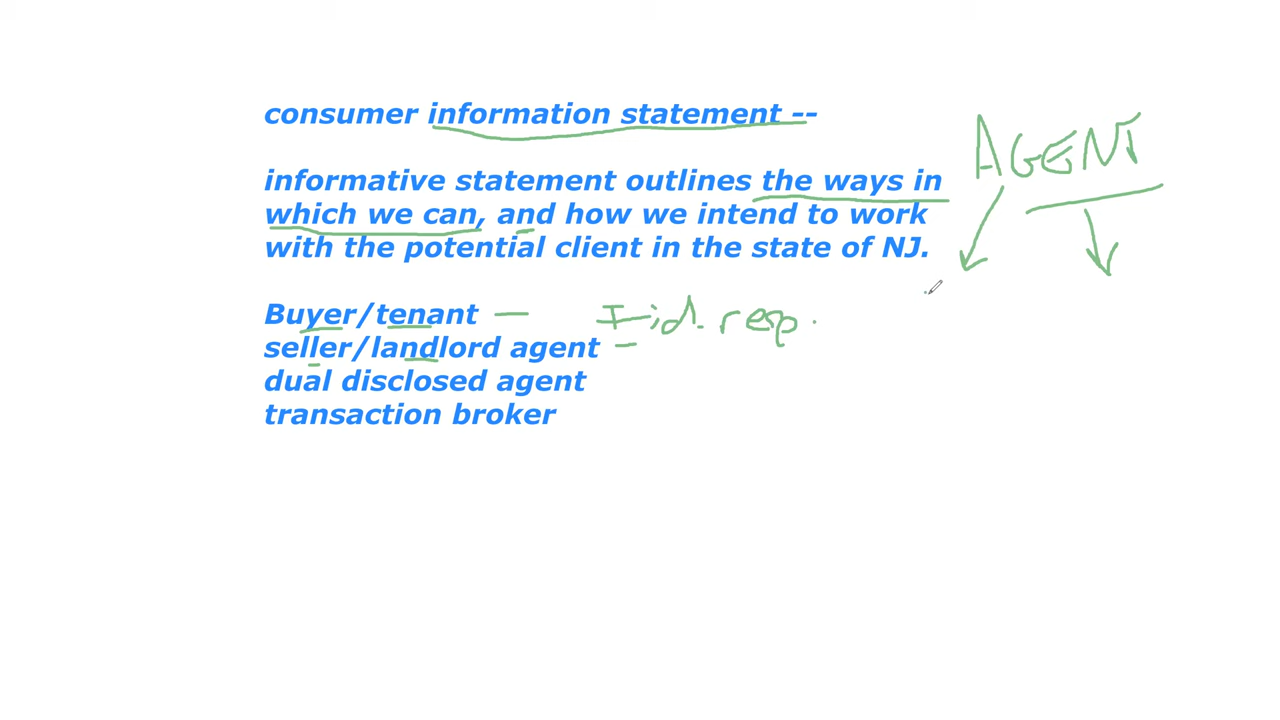 consumer information statement --
AGENT
informative statement outlines the ways in
which we can, and how we intend to work
with the potential client in the state of NJ.
Buyer/tenant — Fid. resp.
seller/landlord agent
dual disclosed agent
transaction broker